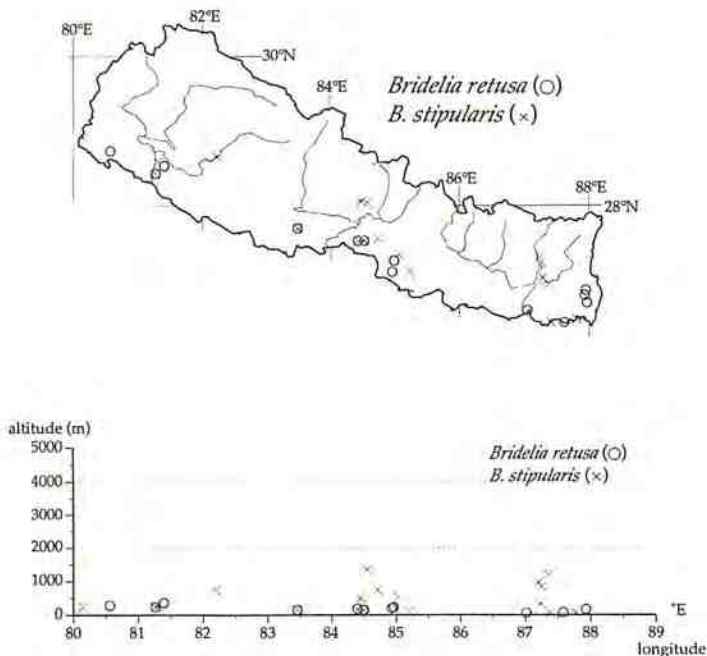 82°E
80°E
30°N
84°E
Bridelia retusa (○)
B. stipularis (×)
86°E
88°E
28°N
altitude (m)
5000
4000
3000
2000
1000
0
Bridelia retusa (○)
B. stipularis (×)
°E
80 81 82 83 84 85 86 87 88 89
longitude